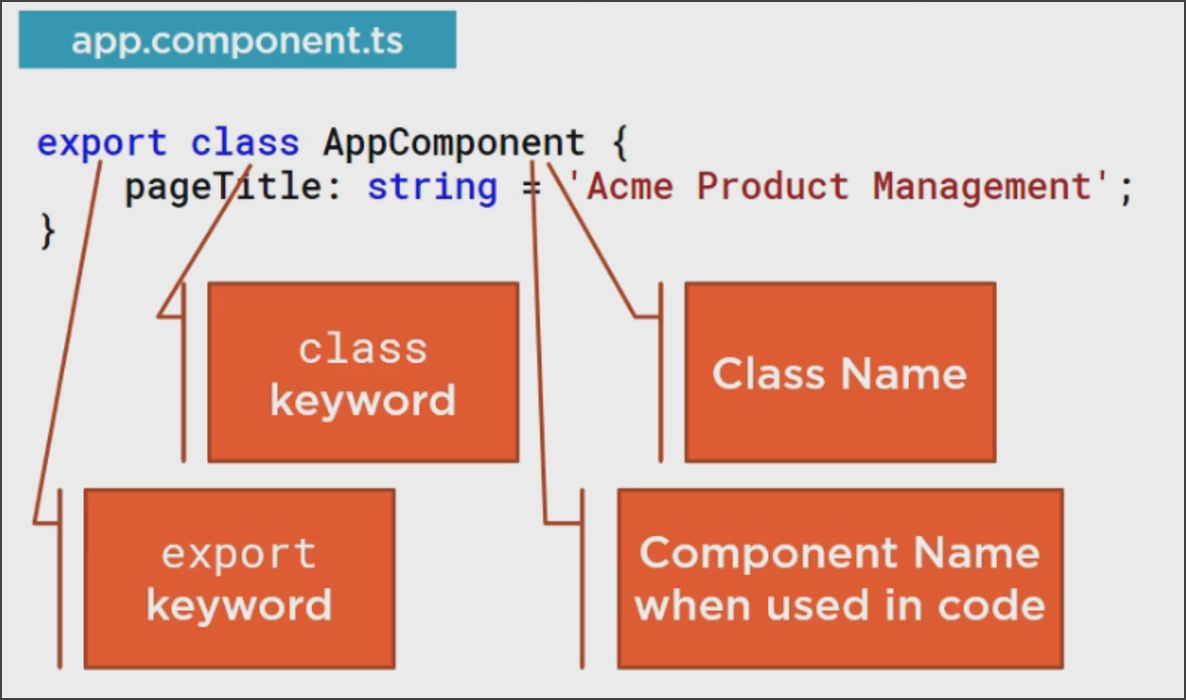 app.component.ts
export class AppComponent {
pageTitle: string = 'Acme Product Management';
}
class
keyword
Class Name
export
keyword
Component Name
when used in code